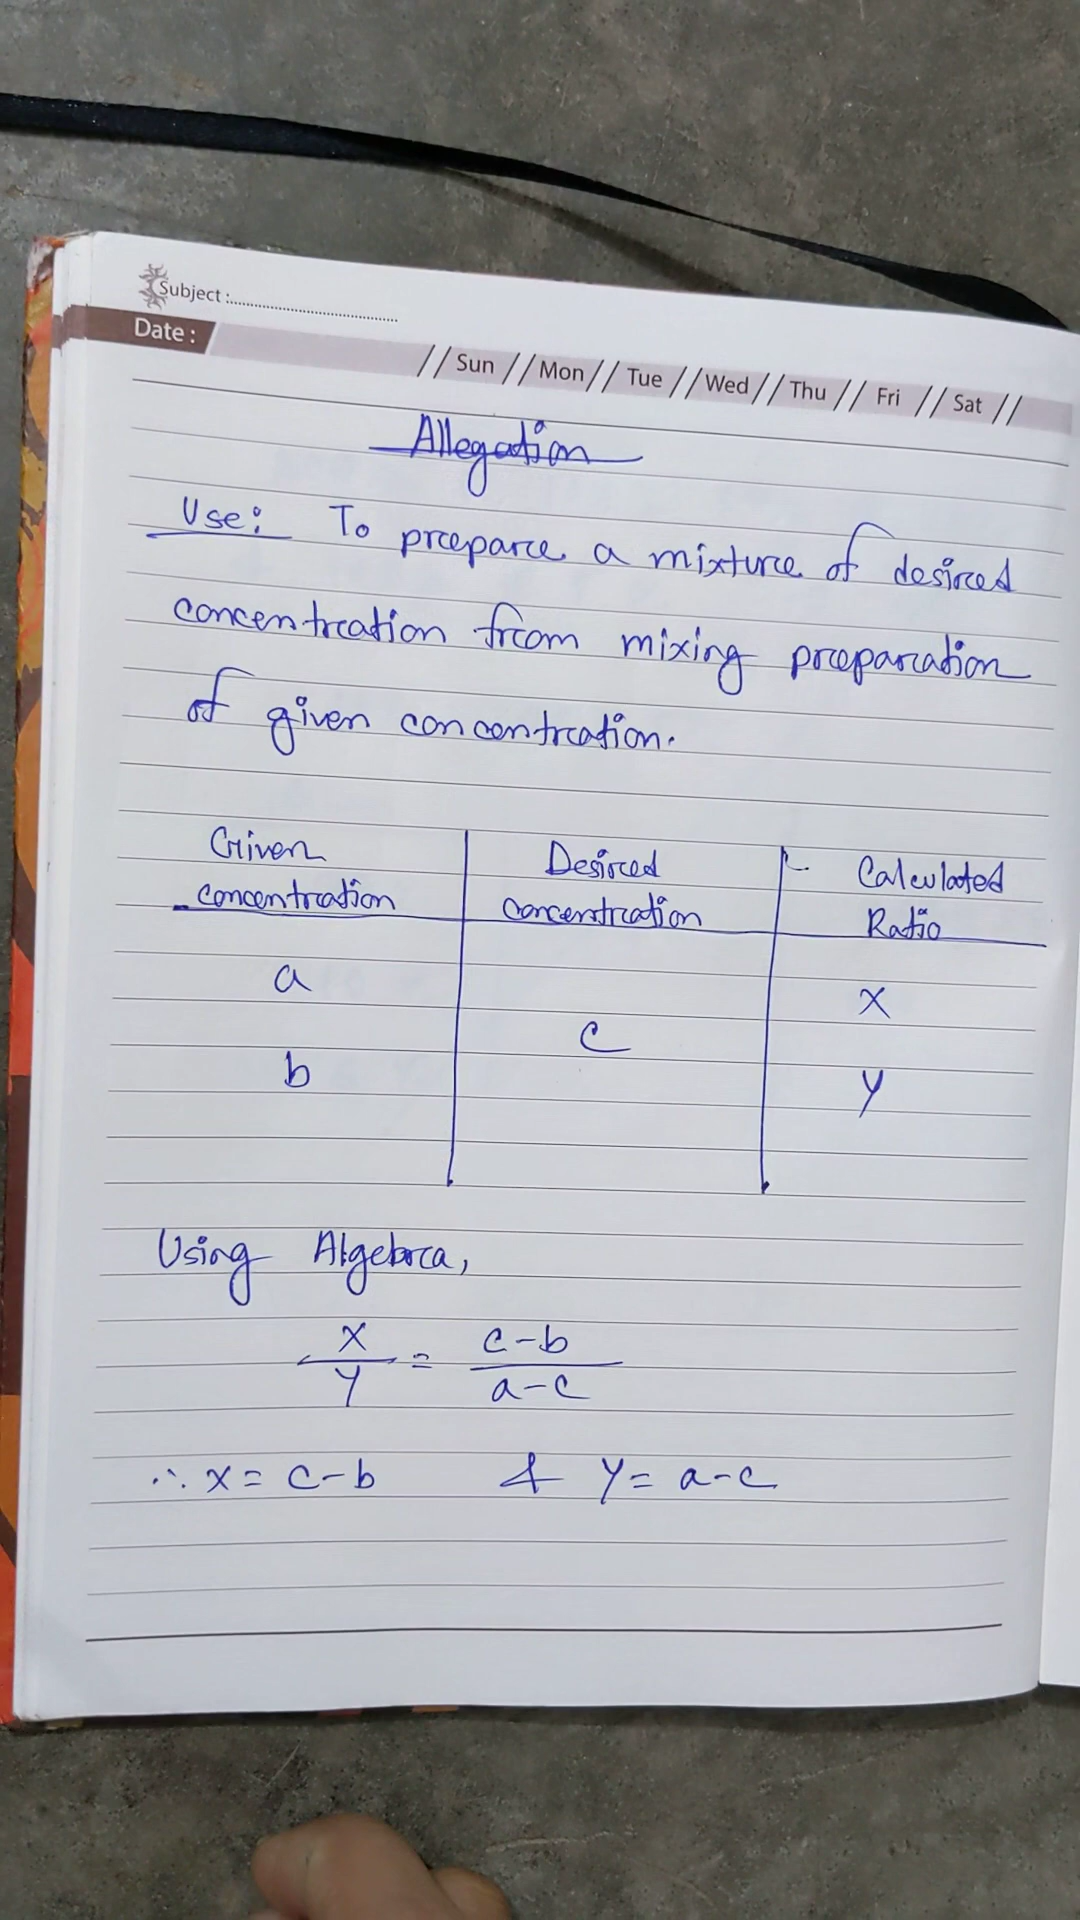 Subject :
Date :
// Sun // Mon // Tue // Wed // Thu // Fri // Sat //
Allegation
Use: To prepare a mixture of desired
concentration from mixing preparation
of given concentration.
Given Desired Calculated
concentration concentration Ratio
a x
c
b y
Using Algebra,
x/y = c-b/a-c
∴ x = c-b & y = a-c